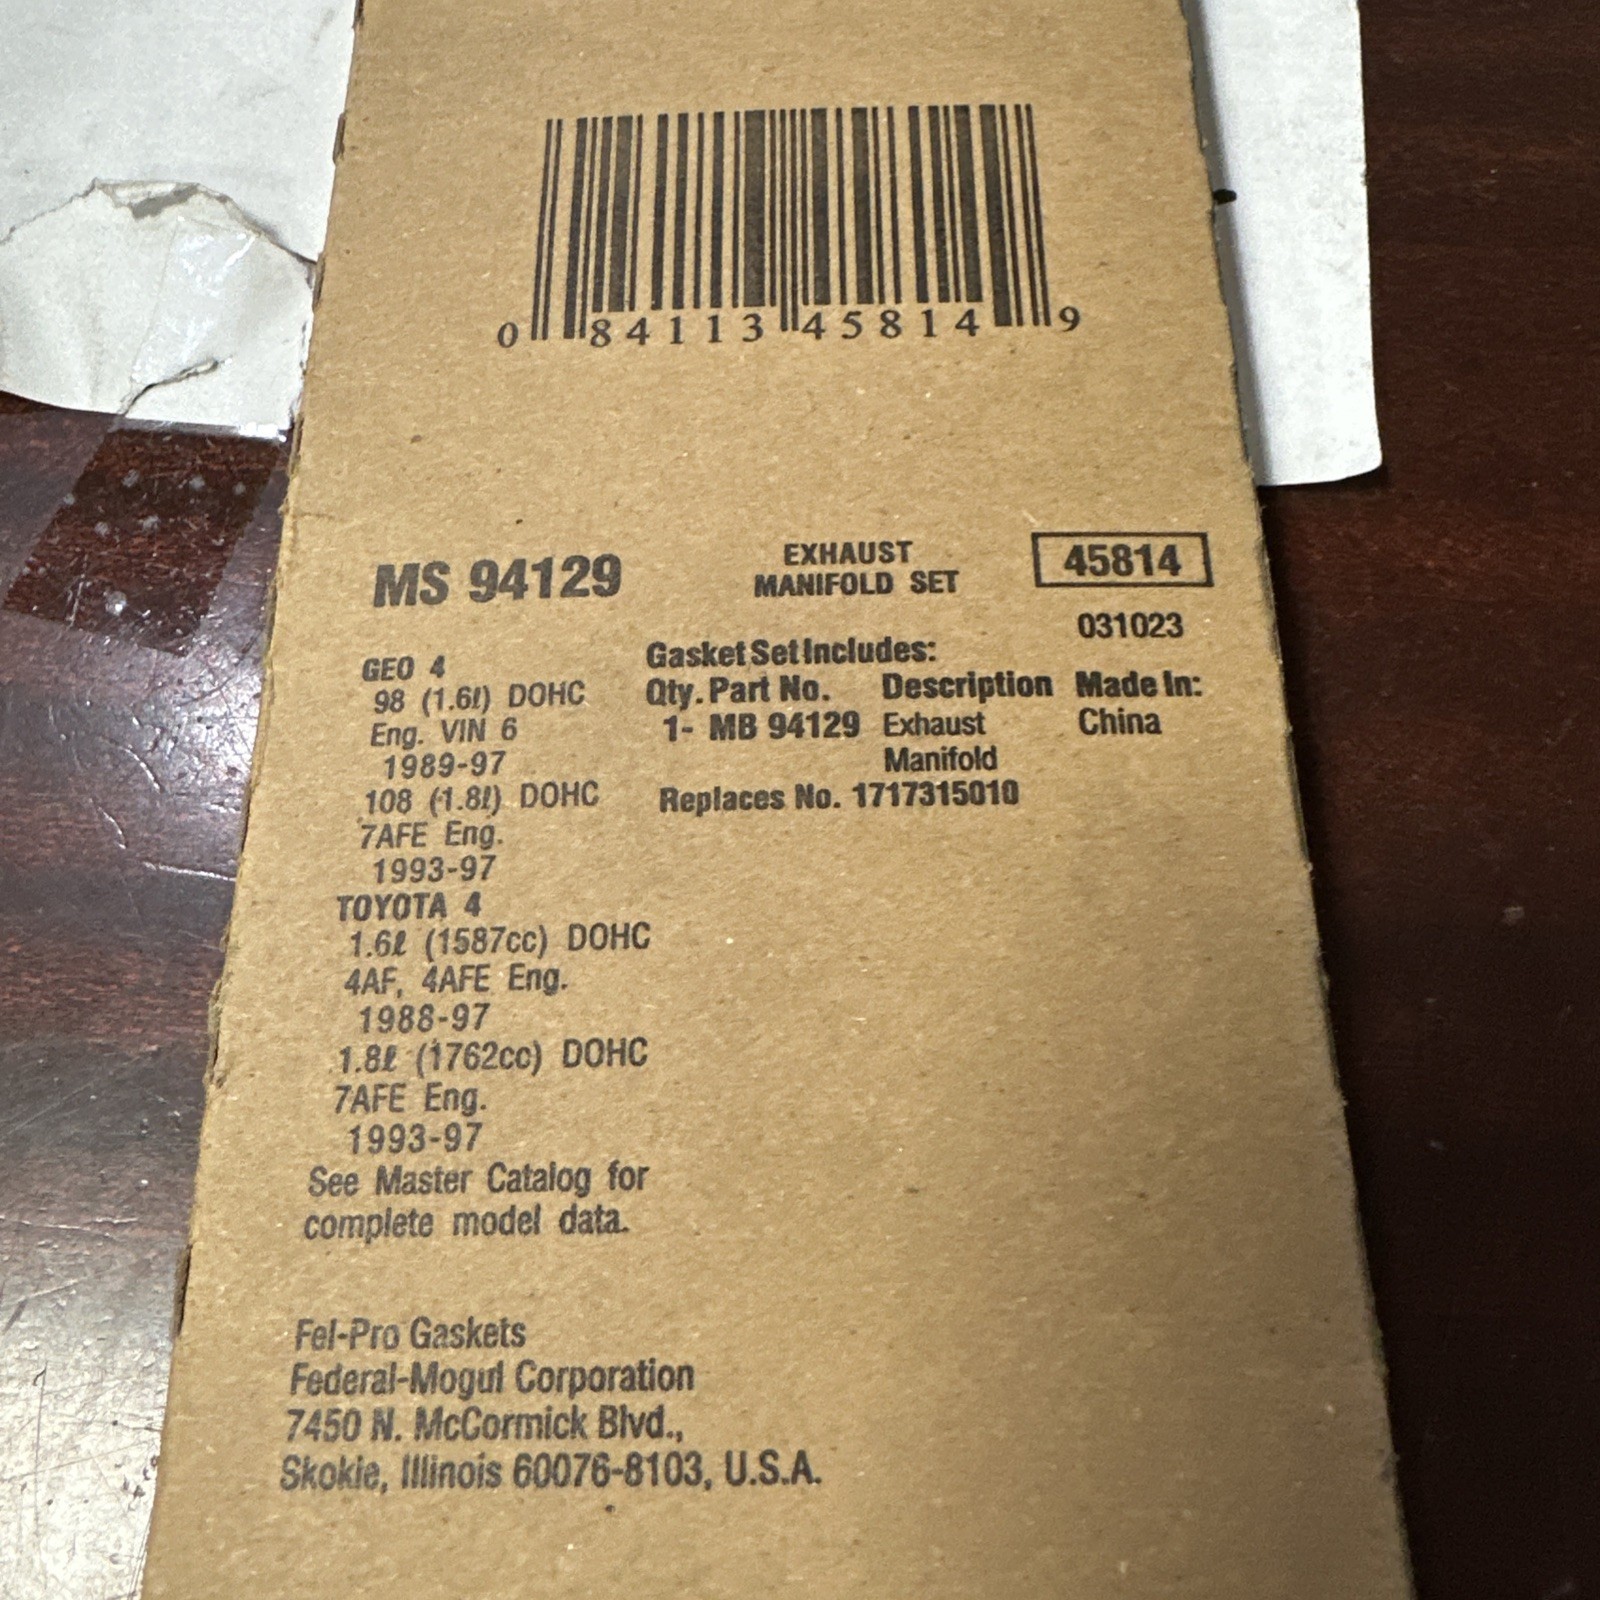 0 84113 45814 9
MS 94129
EXHAUST
MANIFOLD SET
45814
031023
GEO 4
98 (1.6ℓ) DOHC
Eng. VIN 6
1989-97
108 (1.8ℓ) DOHC
7AFE Eng.
1993-97
TOYOTA 4
1.6ℓ (1587cc) DOHC
4AF, 4AFE Eng.
1988-97
1.8ℓ (1762cc) DOHC
7AFE Eng.
1993-97
See Master Catalog for
complete model data.
Gasket Set Includes:
Qty. Part No. Description Made In:
1- MB 94129 Exhaust China
Manifold
Replaces No. 1717315010
Fel-Pro Gaskets
Federal-Mogul Corporation
7450 N. McCormick Blvd.,
Skokie, Illinois 60076-8103, U.S.A.